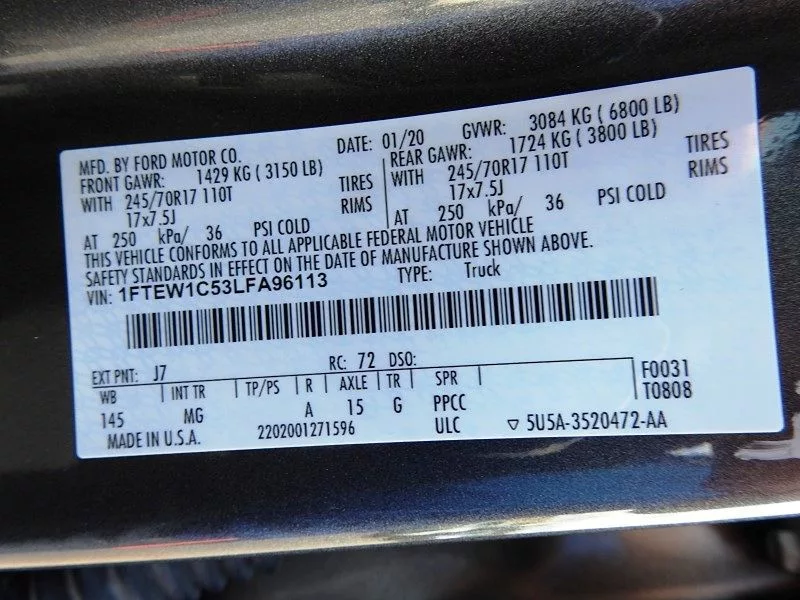 MFD. BY FORD MOTOR CO. DATE: 01/20 GVWR: 3084 KG ( 6800 LB)
FRONT GAWR: 1429 KG ( 3150 LB) REAR GAWR: 1724 KG ( 3800 LB)
WITH 245/70R17 110T TIRES WITH 245/70R17 110T TIRES
17x7.5J RIMS 17x7.5J RIMS
AT 250 kPa/ 36 PSI COLD AT 250 kPa/ 36 PSI COLD
THIS VEHICLE CONFORMS TO ALL APPLICABLE FEDERAL MOTOR VEHICLE
SAFETY STANDARDS IN EFFECT ON THE DATE OF MANUFACTURE SHOWN ABOVE.
VIN: 1FTEW1C53LFA96113 TYPE: Truck
EXT PNT: J7 RC: 72 DSO:
WB INT TR TP/PS R AXLE TR SPR F0031
145 MG A 15 G PPCC T0808
MADE IN U.S.A. 2202001271596 ULC ▽ 5U5A-3520472-AA